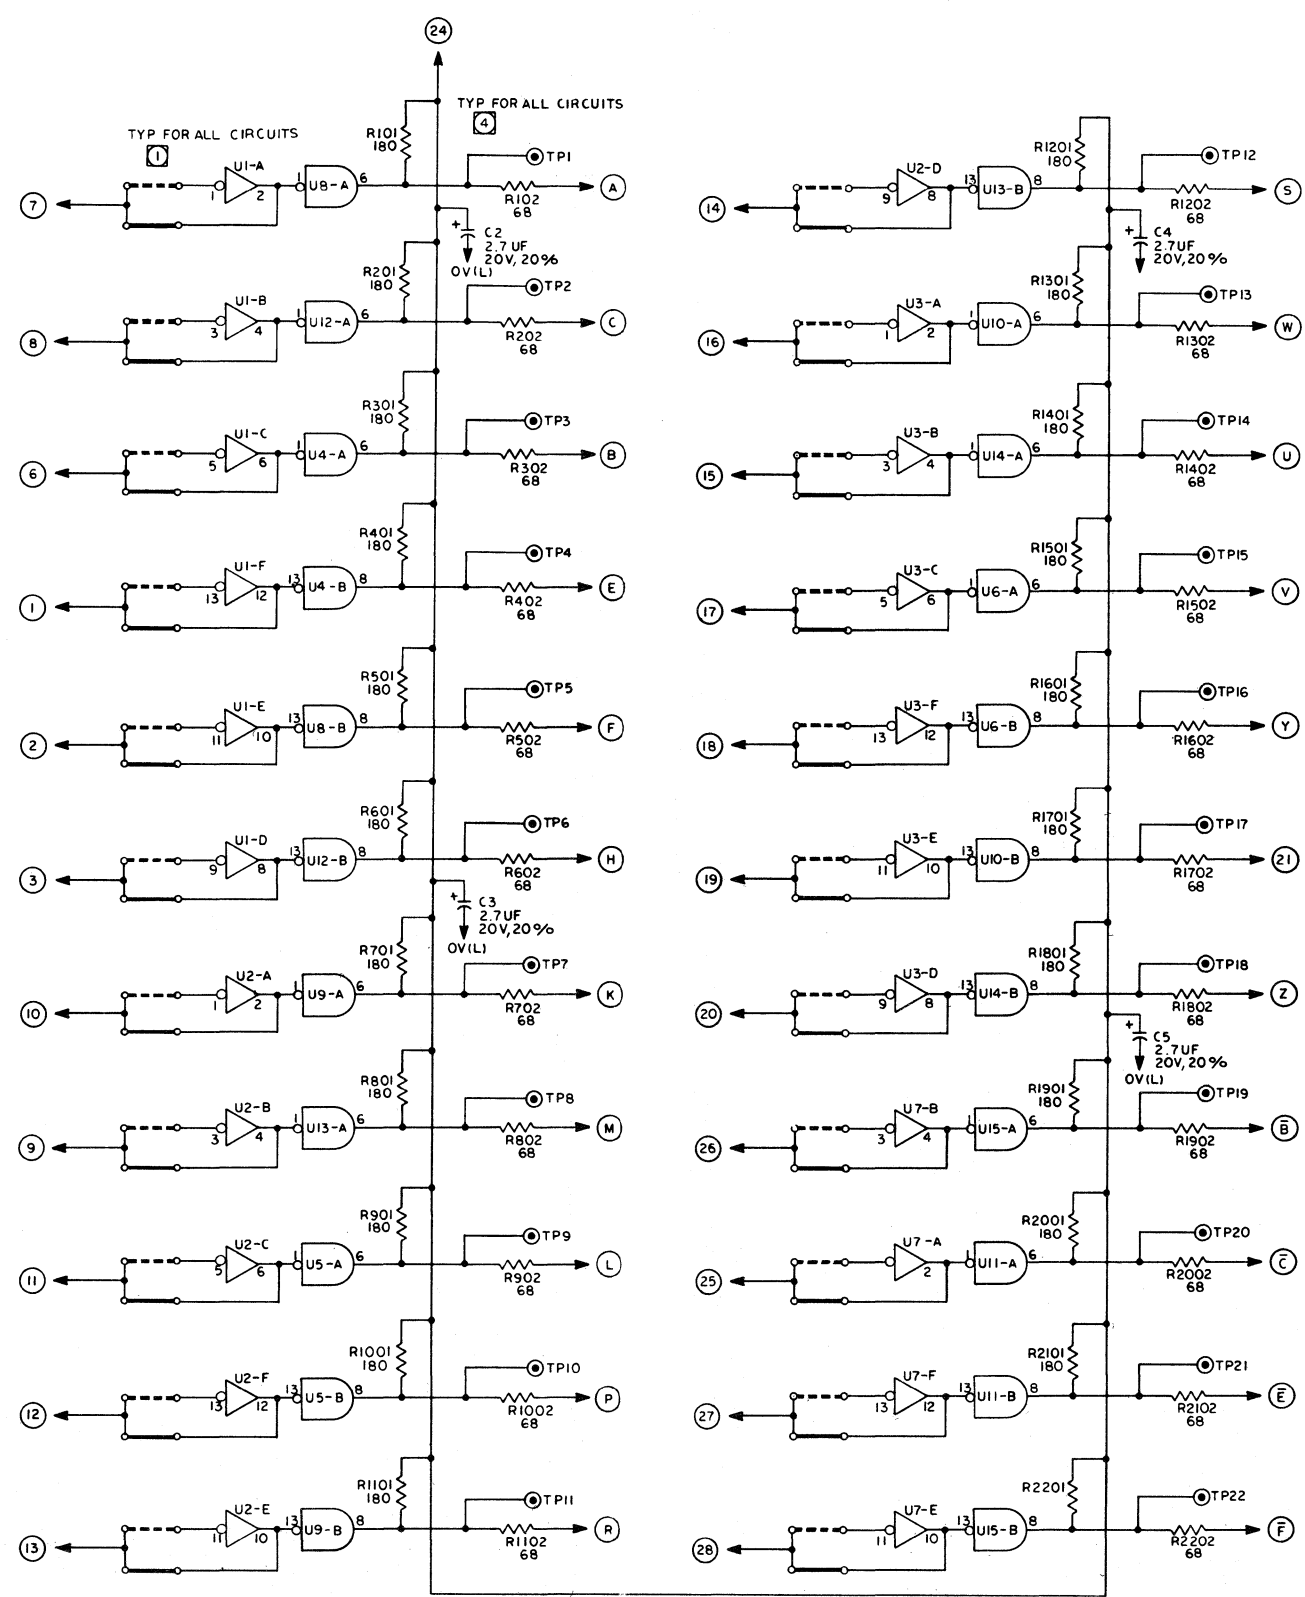 24
TYP FOR ALL CIRCUITS
4
TYP FOR ALL CIRCUITS
1
7
1
U1-A
2
1
U8-A
6
R101
180
TP1
R102
68
A
+
C2
2.7UF
20V, 20%
0V(L)
8
3
U1-B
4
1
U12-A
6
R201
180
TP2
R202
68
C
6
5
U1-C
6
1
U4-A
6
R301
180
TP3
R302
68
B
1
13
U1-F
12
13
U4-B
8
R401
180
TP4
R402
68
E
2
11
U1-E
10
13
U8-B
8
R501
180
TP5
R502
68
F
3
9
U1-D
8
13
U12-B
8
R601
180
TP6
R602
68
H
+
C3
2.7UF
20V, 20%
0V(L)
10
1
U2-A
2
1
U9-A
6
R701
180
TP7
R702
68
K
9
3
U2-B
4
1
U13-A
6
R801
180
TP8
R802
68
M
11
5
U2-C
6
1
U5-A
6
R901
180
TP9
R902
68
L
12
13
U2-F
12
13
U5-B
8
R1001
180
TP10
R1002
68
P
13
11
U2-E
10
13
U9-B
8
R1101
180
TP11
R1102
68
R
14
9
U2-D
8
13
U13-B
8
R1201
180
TP12
R1202
68
S
+
C4
2.7UF
20V, 20%
16
1
U3-A
2
1
U10-A
6
R1301
180
TP13
R1302
68
W
15
3
U3-B
4
1
U14-A
6
R1401
180
TP14
R1402
68
U
17
5
U3-C
6
1
U6-A
6
R1501
180
TP15
R1502
68
V
18
13
U3-F
12
13
U6-B
8
R1601
180
TP16
R1602
68
Y
19
11
U3-E
10
13
U10-B
8
R1701
180
TP17
R1702
68
21
20
9
U3-D
8
13
U14-B
8
R1801
180
TP18
R1802
68
Z
+
C5
2.7UF
20V, 20%
0V(L)
26
3
U7-B
4
1
U15-A
6
R1901
180
TP19
R1902
68
B̅
25
U7-A
2
1
U11-A
6
R2001
180
TP20
R2002
68
C̅
27
13
U7-F
12
13
U11-B
8
R2101
180
TP21
R2102
68
E̅
28
11
U7-E
10
13
U15-B
8
R2201
TP22
R2202
68
F̅